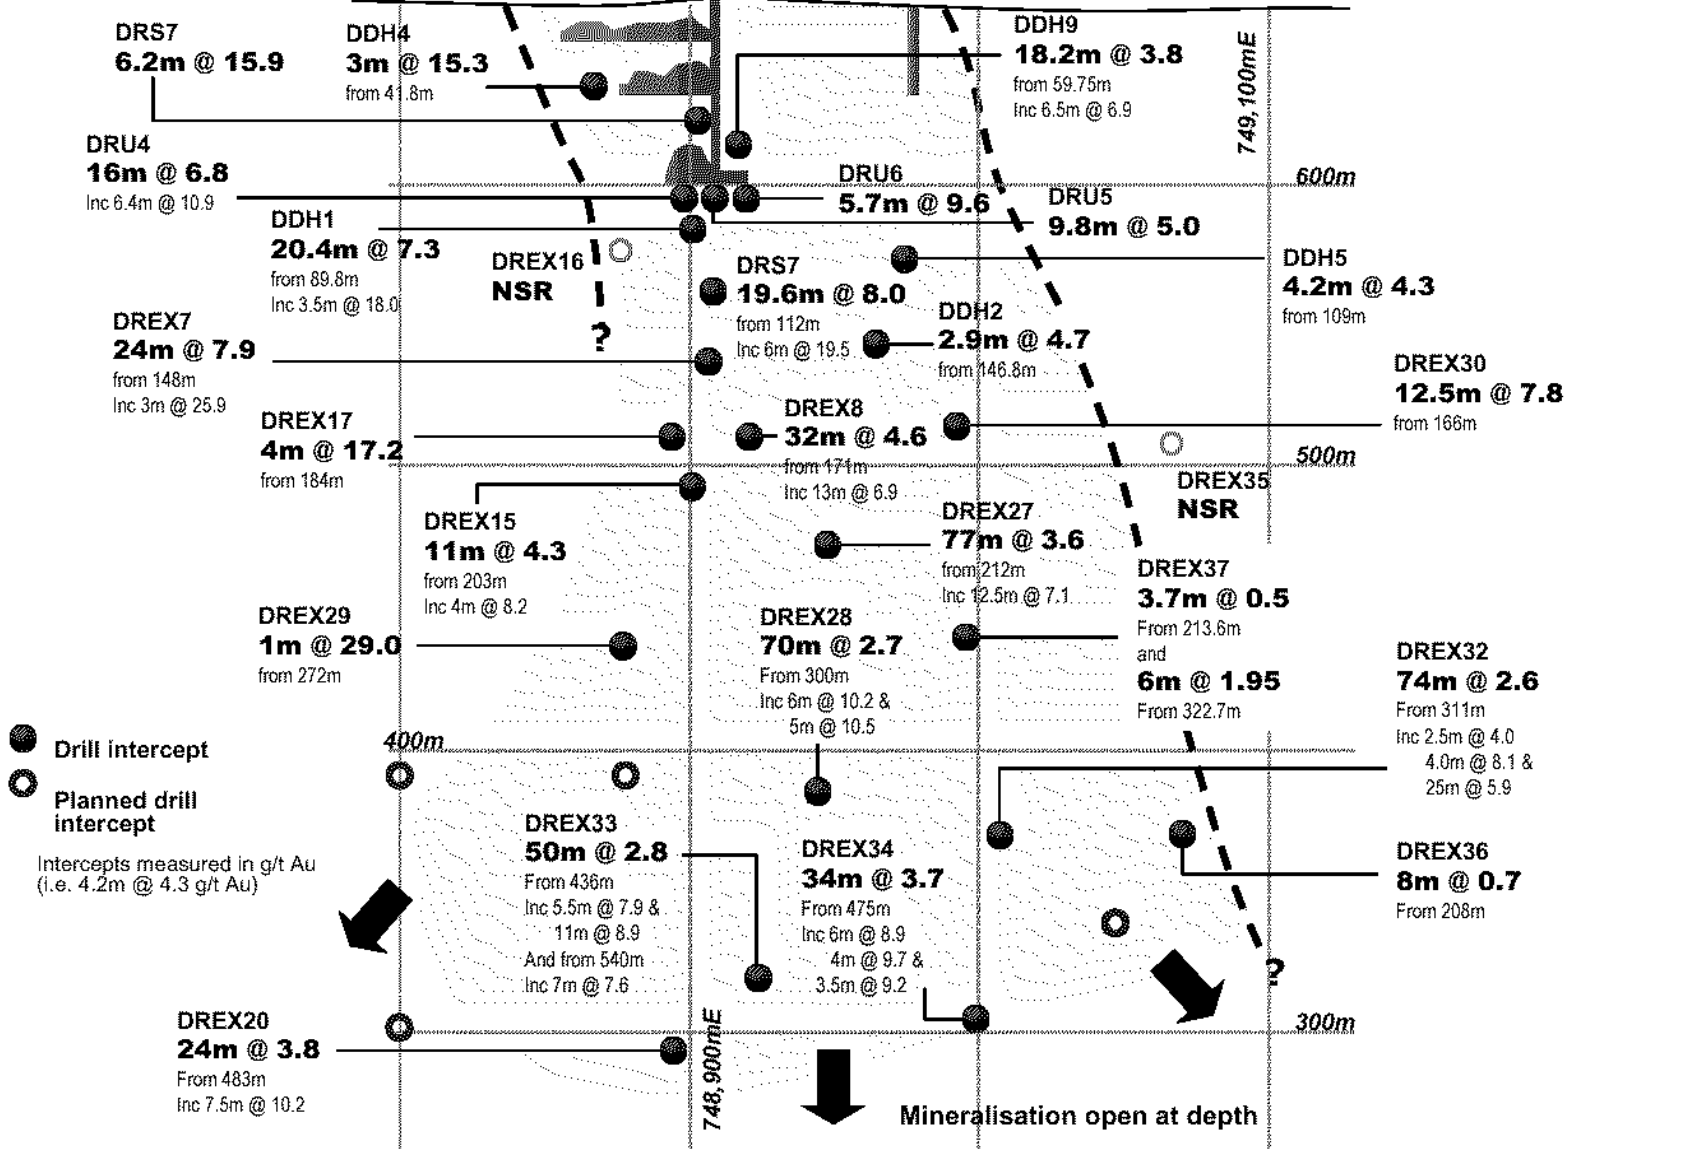 DRS7
6.2m @ 15.9
DDH4
3m @ 15.3
from 41.8m
DDH9
18.2m @ 3.8
from 59.75m
Inc 6.5m @ 6.9
749,100mE
DRU4
16m @ 6.8
Inc 6.4m @ 10.9
DRU6
5.7m @ 9.6
600m
DRU5
9.8m @ 5.0
DDH1
20.4m @ 7.3
from 89.8m
Inc 3.5m @ 18.0
DREX16
NSR
?
DRS7
19.6m @ 8.0
from 112m
Inc 6m @ 19.5
DDH5
4.2m @ 4.3
from 109m
DDH2
2.9m @ 4.7
from 146.8m
DREX7
24m @ 7.9
from 148m
Inc 3m @ 25.9
DREX30
12.5m @ 7.8
from 166m
DREX17
4m @ 17.2
from 184m
DREX8
32m @ 4.6
from 171m
Inc 13m @ 6.9
500m
DREX35
NSR
DREX15
11m @ 4.3
from 203m
Inc 4m @ 8.2
DREX27
77m @ 3.6
from 212m
Inc 12.5m @ 7.1
DREX37
3.7m @ 0.5
From 213.6m
and
6m @ 1.95
From 322.7m
DREX29
1m @ 29.0
from 272m
DREX28
70m @ 2.7
From 300m
Inc 6m @ 10.2 &
5m @ 10.5
DREX32
74m @ 2.6
From 311m
Inc 2.5m @ 4.0
4.0m @ 8.1 &
25m @ 5.9
400m
Drill intercept
Planned drill
intercept
Intercepts measured in g/t Au
(i.e. 4.2m @ 4.3 g/t Au)
DREX33
50m @ 2.8
From 436m
Inc 5.5m @ 7.9 &
11m @ 8.9
And from 540m
Inc 7m @ 7.6
DREX34
34m @ 3.7
From 475m
Inc 6m @ 8.9
4m @ 9.7 &
3.5m @ 9.2
DREX36
8m @ 0.7
From 208m
?
300m
DREX20
24m @ 3.8
From 483m
Inc 7.5m @ 10.2
748,900mE
Mineralisation open at depth